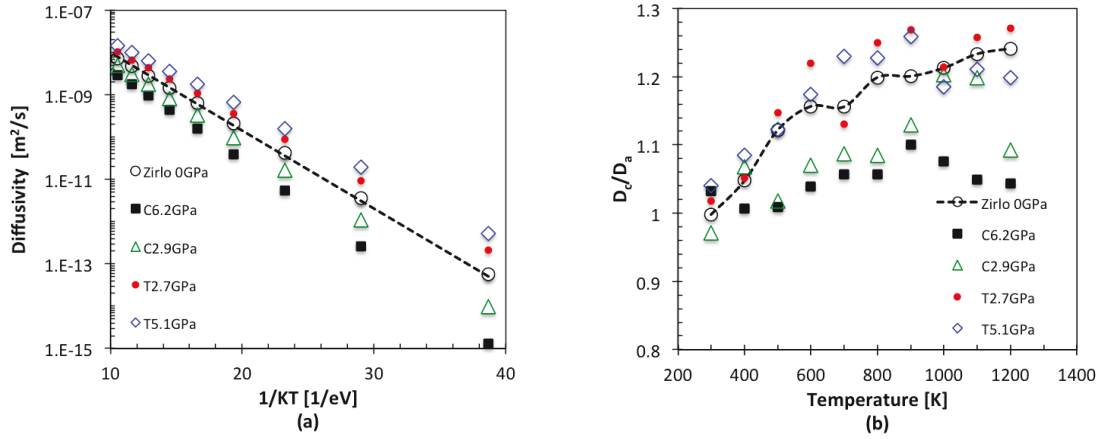 1.E-07
1.E-09
1.E-11
1.E-13
1.E-15
Diffusivity [m²/s]
Zirlo 0GPa
C6.2GPa
C2.9GPa
T2.7GPa
T5.1GPa
10 20 30 40
1/KT [1/eV]
(a)
1.3
1.2
1.1
1
0.9
0.8
Dc/Da
Zirlo 0GPa
C6.2GPa
C2.9GPa
T2.7GPa
T5.1GPa
200 400 600 800 1000 1200 1400
Temperature [K]
(b)